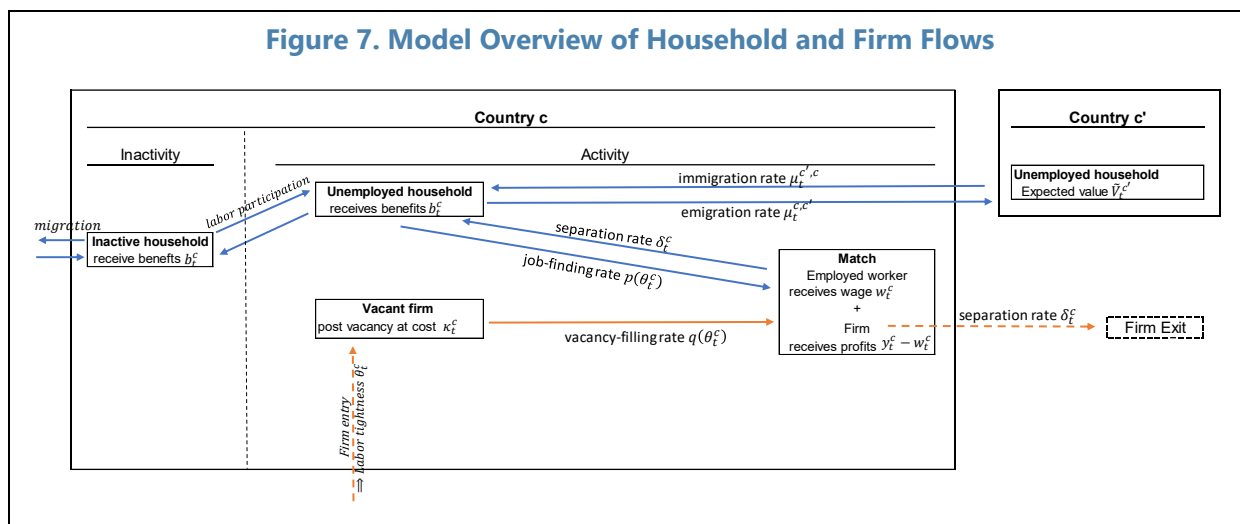 Figure 7. Model Overview of Household and Firm Flows
Country c
Country c'
Inactivity
Activity
labor participation
Unemployed household
receives benefits b_t^c
immigration rate μ_t^{c',c}
emigration rate μ_t^{c,c'}
Unemployed household
Expected value Ṽ_t^{c'}
migration
Inactive household
receive benefts b_t^c
separation rate δ_t^c
job-finding rate p(θ_t^c)
Match
Employed worker
receives wage w_t^c
+
Firm
receives profits y_t^c − w_t^c
Vacant firm
post vacancy at cost κ_t^c
vacancy-filling rate q(θ_t^c)
separation rate δ_t^c
Firm Exit
Firm entry
⇒ Labor tightness θ_t^c